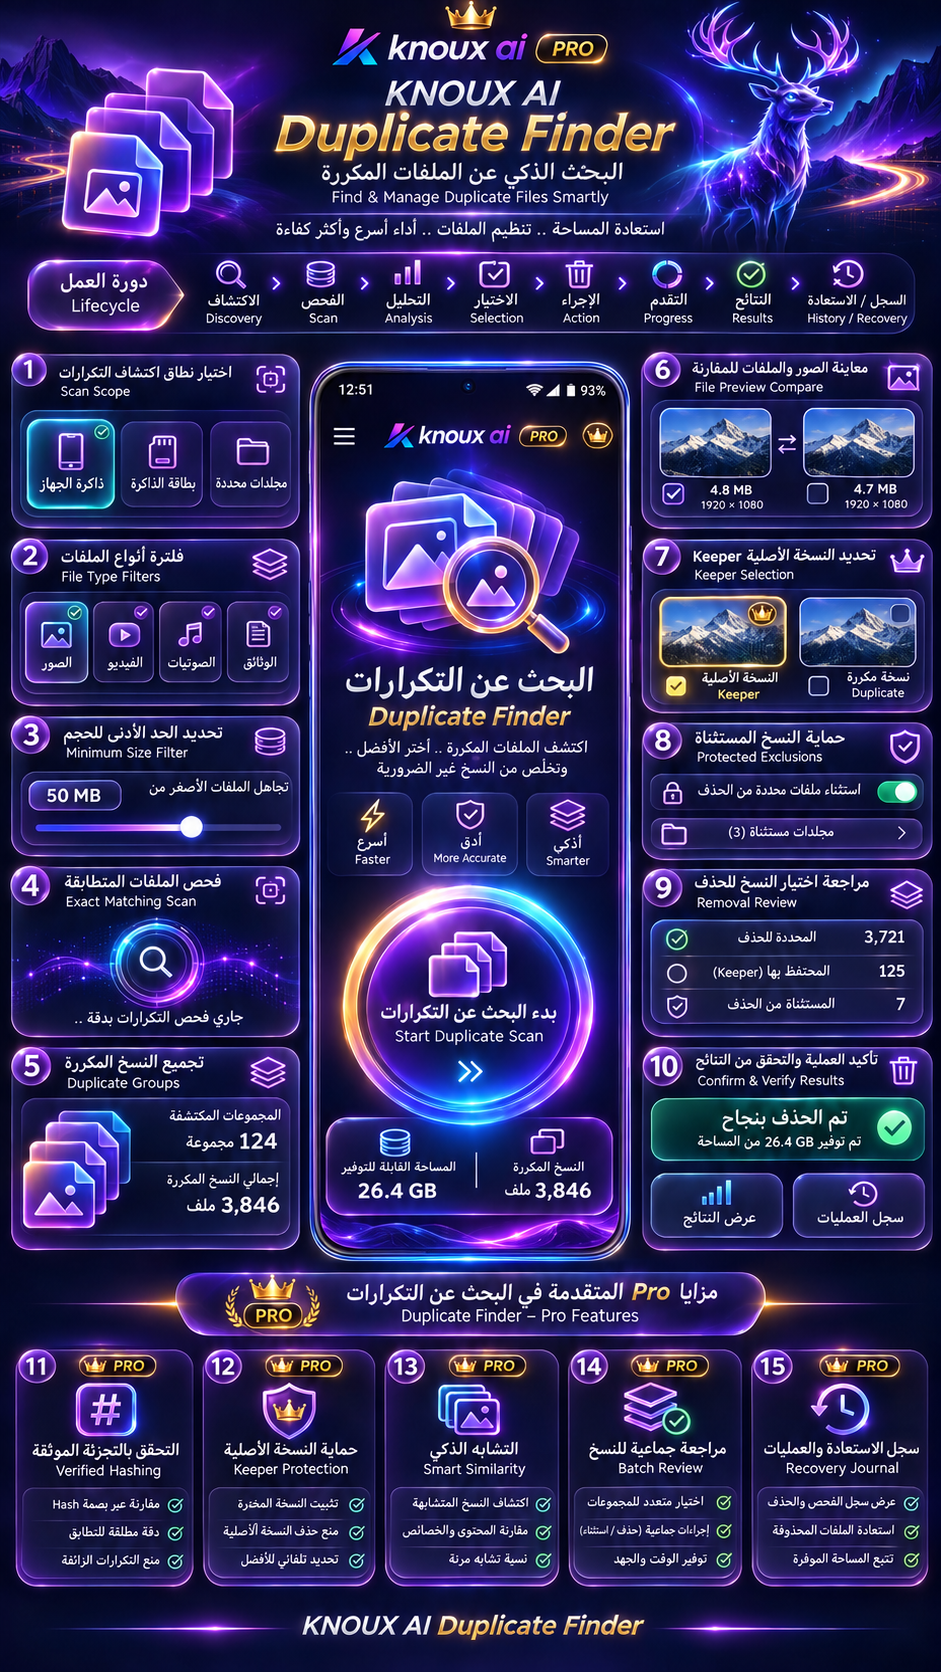 knoux ai PRO
KNOUX AI
Duplicate Finder
البحث الذكي عن الملفات المكررة
Find & Manage Duplicate Files Smartly
استعادة المساحة .. تنظيم الملفات .. أداء أسرع وأكثر كفاءة
دورة العمل
Lifecycle
الاكتشاف
Discovery
الفحص
Scan
التحليل
Analysis
الاختيار
Selection
الإجراء
Action
التقدم
Progress
النتائج
Results
السجل / الاستعادة
History / Recovery
1
اختيار نطاق اكتشاف التكرارات
Scan Scope
ذاكرة الجهاز
بطاقة الذاكرة
مجلدات محددة
2
فلترة أنواع الملفات
File Type Filters
الصور
الفيديو
الصوتيات
الوثائق
3
تحديد الحد الأدنى للحجم
Minimum Size Filter
تجاهل الملفات الأصغر من
50 MB
4
فحص الملفات المتطابقة
Exact Matching Scan
جاري فحص التكرارات بدقة ..
5
تجميع النسخ المكررة
Duplicate Groups
المجموعات المكتشفة
124 مجموعة
إجمالي النسخ المكررة
3,846 ملف
12:51
93%
knoux ai PRO
البحث عن التكرارات
Duplicate Finder
اكتشف الملفات المكررة .. أختر الأفضل ..
وتخلّص من النسخ غير الضرورية
أسرع
Faster
أدق
More Accurate
أذكي
Smarter
بدء البحث عن التكرارات
Start Duplicate Scan
المساحة القابلة للتوفير
26.4 GB
النسخ المكررة
3,846 ملف
6
معاينة الصور والملفات للمقارنة
File Preview Compare
4.8 MB
1920 × 1080
4.7 MB
1920 × 1080
7
تحديد النسخة الأصلية Keeper
Keeper Selection
النسخة الأصلية
Keeper
نسخة مكررة
Duplicate
8
حماية النسخ المستثناة
Protected Exclusions
استثناء ملفات محددة من الحذف
مجلدات مستثناة (3)
9
مراجعة اختيار النسخ للحذف
Removal Review
المحددة للحذف 3,721
المحتفظ بها (Keeper) 125
المستثناة من الحذف 7
10
تأكيد العملية والتحقق من النتائج
Confirm & Verify Results
تم الحذف بنجاح
تم توفير 26.4 GB من المساحة
عرض النتائج
سجل العمليات
PRO
مزايا Pro المتقدمة في البحث عن التكرارات
Duplicate Finder – Pro Features
11
PRO
التحقق بالتجزئة الموثقة
Verified Hashing
مقارنة عبر بصمة Hash
دقة مطلقة للتطابق
منع التكرارات الزائفة
12
PRO
حماية النسخة الأصلية
Keeper Protection
تثبيت النسخة المختارة
منع حذف النسخة الأصلية
تحديد تلقائي للأفضل
13
PRO
التشابه الذكي
Smart Similarity
اكتشاف النسخ المتشابهة
مقارنة المحتوى والخصائص
نسبة تشابه مرنة
14
PRO
مراجعة جماعية للنسخ
Batch Review
اختيار متعدد للمجموعات
إجراءات جماعية (حذف / استثناء)
توفير الوقت والجهد
15
PRO
سجل الاستعادة والعمليات
Recovery Journal
عرض سجل الفحص والحذف
استعادة الملفات المحذوفة
تتبع المساحة الموفرة
KNOUX AI Duplicate Finder